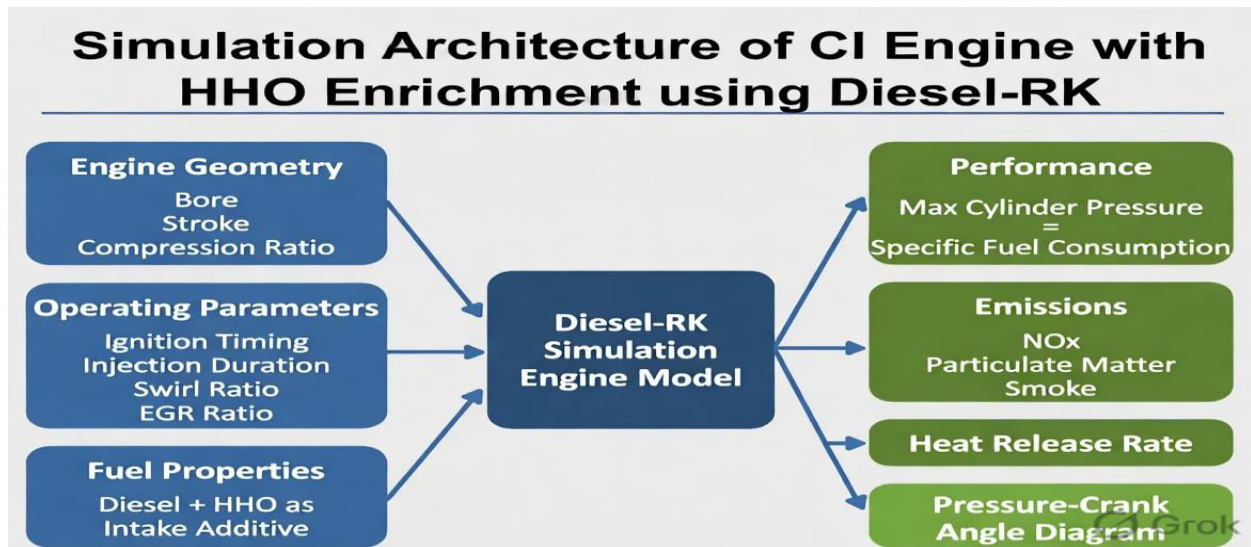 Simulation Architecture of CI Engine with
HHO Enrichment using Diesel-RK
Engine Geometry
Bore
Stroke
Compression Ratio
Operating Parameters
Ignition Timing
Injection Duration
Swirl Ratio
EGR Ratio
Fuel Properties
Diesel + HHO as
Intake Additive
Diesel-RK
Simulation
Engine Model
Performance
Max Cylinder Pressure
=
Specific Fuel Consumption
Emissions
NOx
Particulate Matter
Smoke
Heat Release Rate
Pressure-Crank
Angle Diagram
Grok